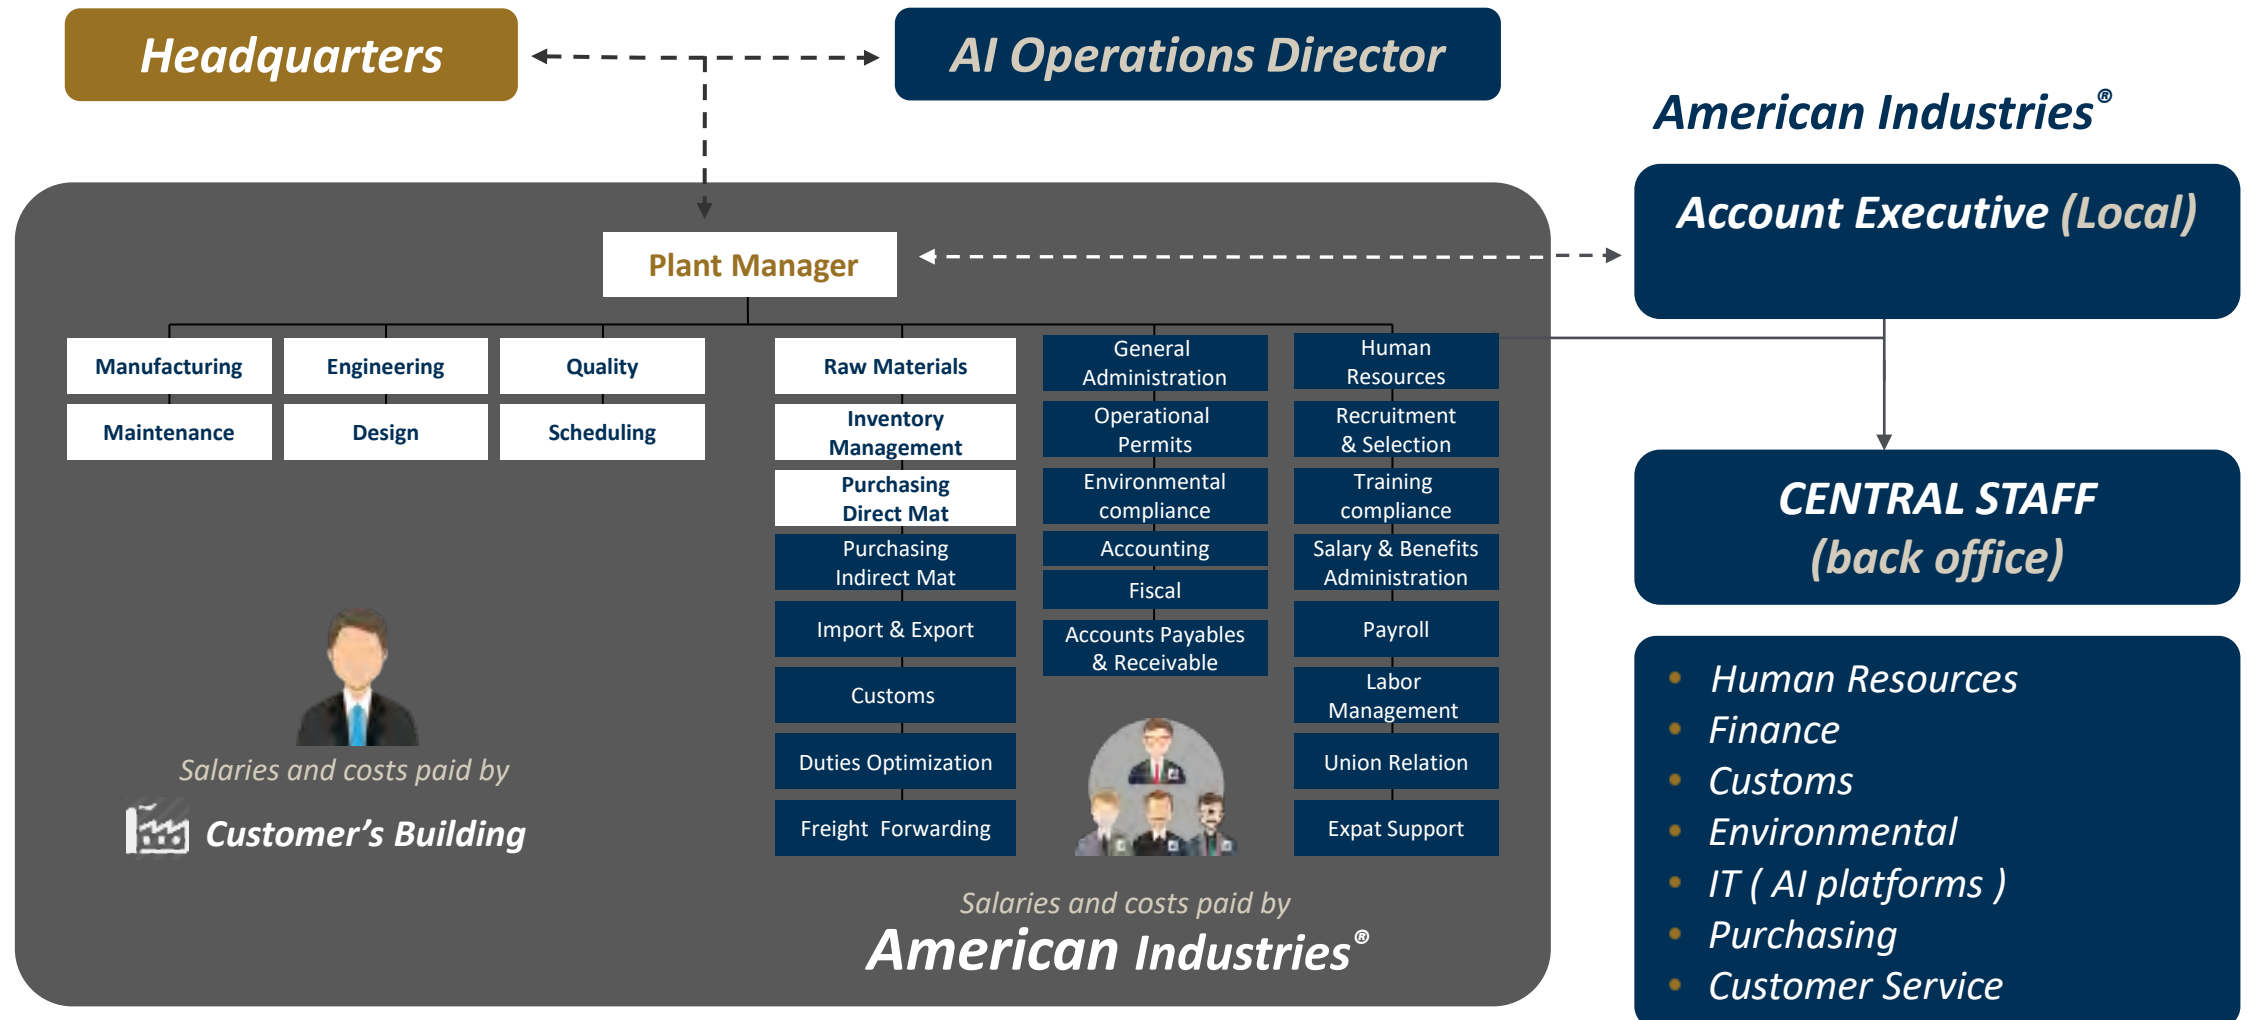 Headquarters
AI Operations Director
American Industries®
Account Executive (Local)
Plant Manager
Manufacturing
Maintenance
Engineering
Design
Quality
Scheduling
Raw Materials
Inventory
Management
Purchasing
Direct Mat
Purchasing
Indirect Mat
Import & Export
Customs
Duties Optimization
Freight Forwarding
General
Administration
Operational
Permits
Environmental
compliance
Accounting
Fiscal
Accounts Payables
& Receivable
Human
Resources
Recruitment
& Selection
Training
compliance
Salary & Benefits
Administration
Payroll
Labor
Management
Union Relation
Expat Support
Salaries and costs paid by
Customer's Building
Salaries and costs paid by
American Industries®
CENTRAL STAFF
(back office)
• Human Resources
• Finance
• Customs
• Environmental
• IT ( AI platforms )
• Purchasing
• Customer Service